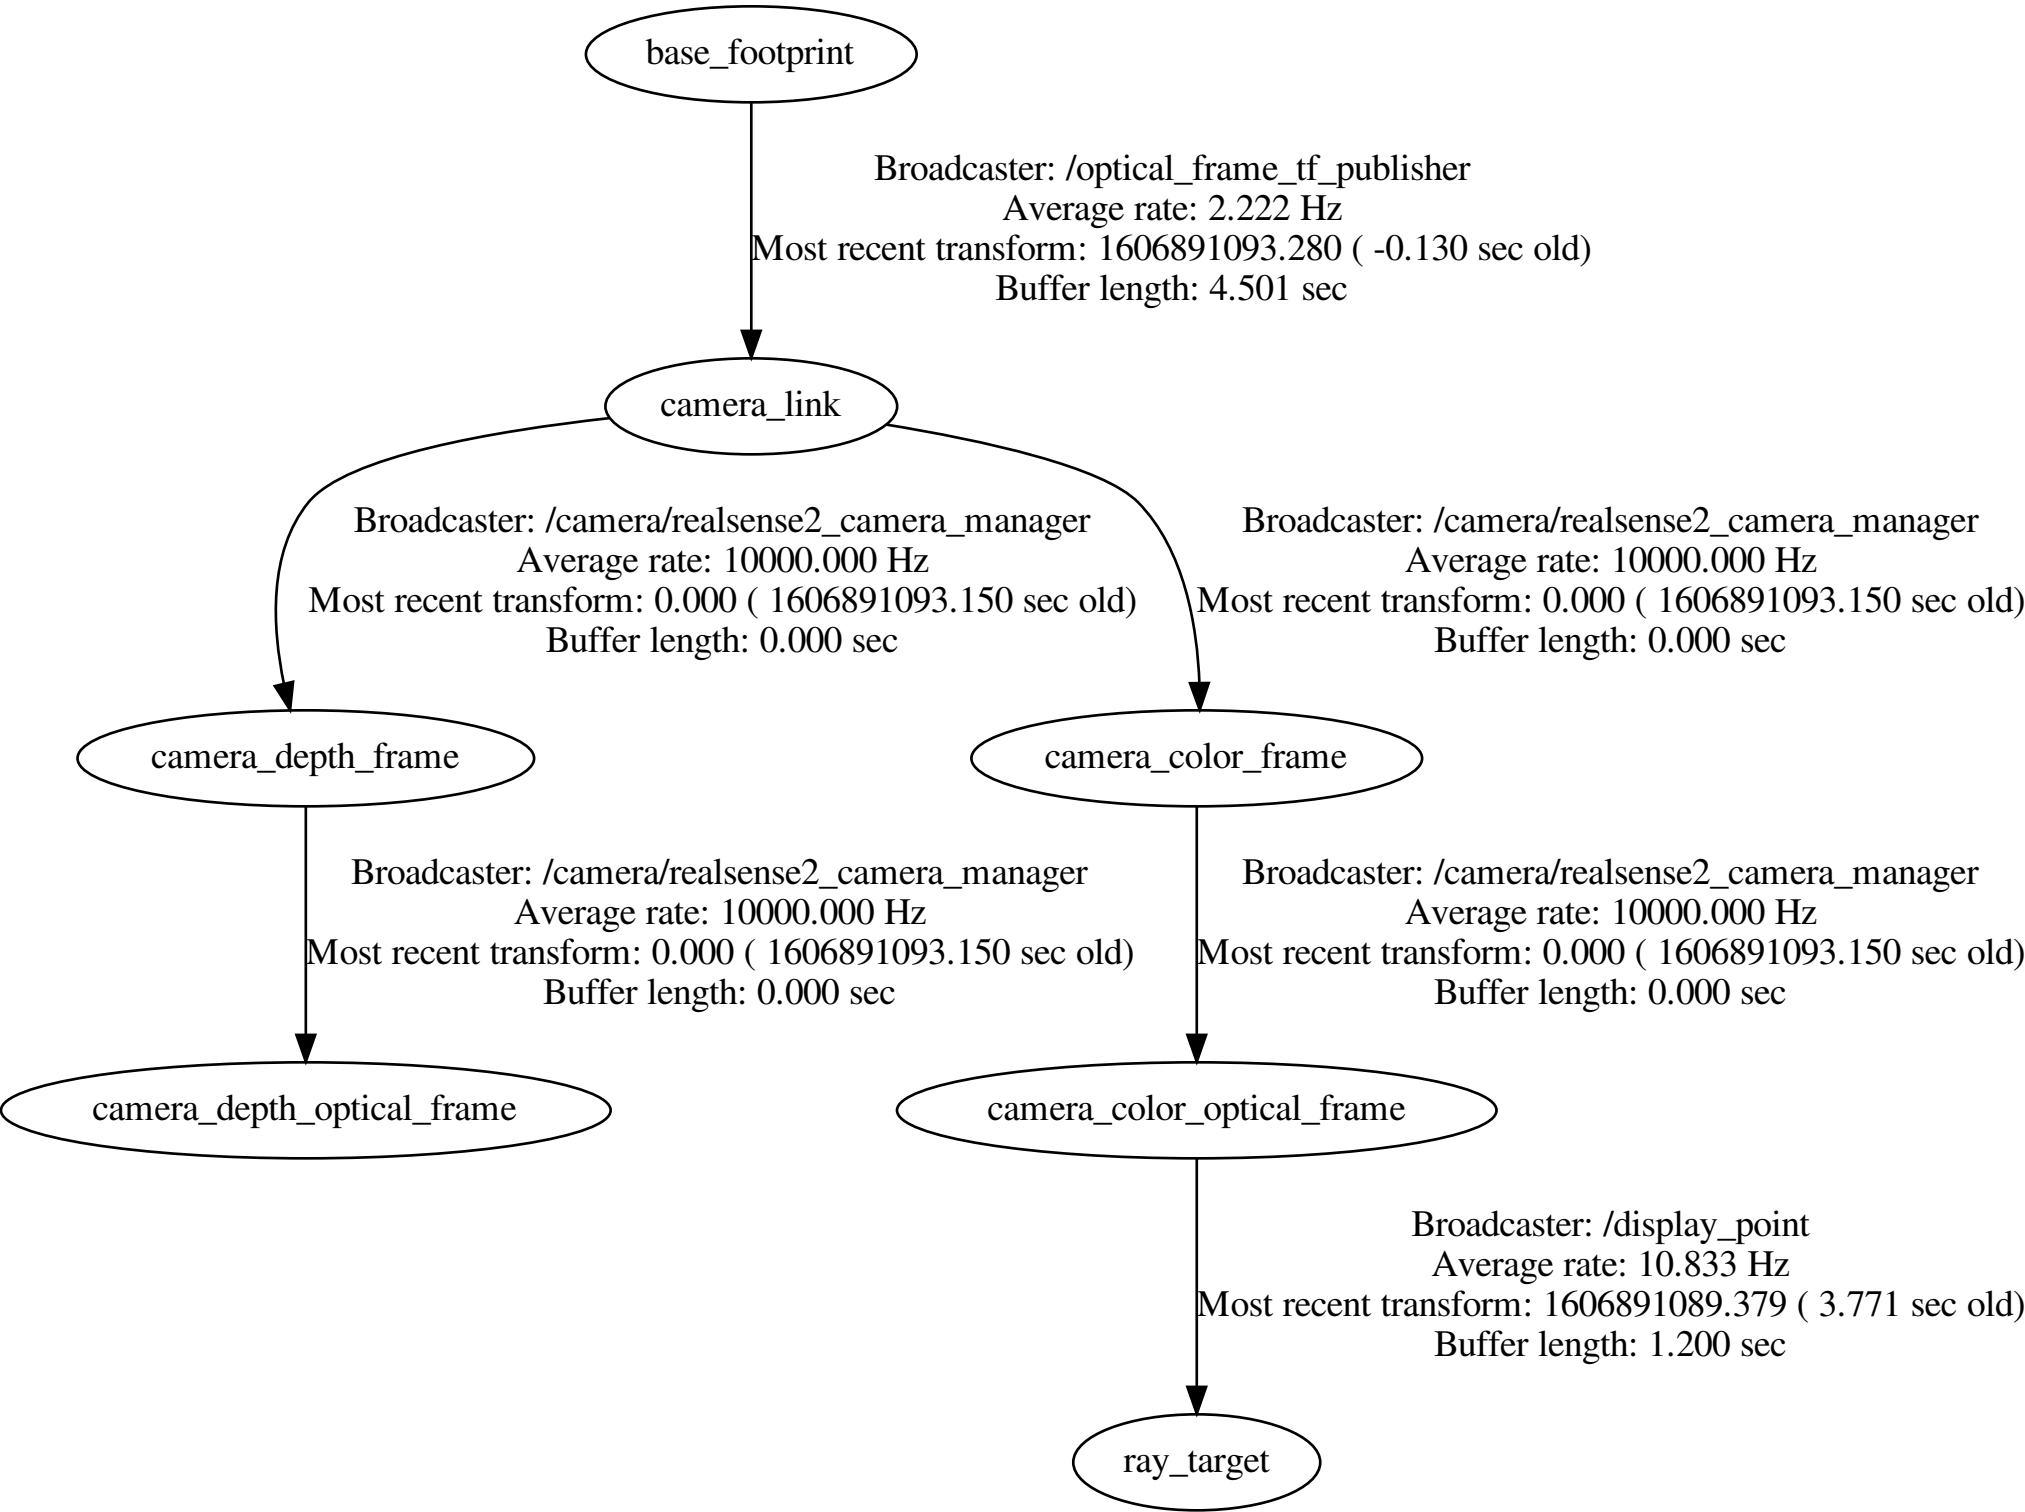 base_footprint
Broadcaster: /optical_frame_tf_publisher
Average rate: 2.222 Hz
Most recent transform: 1606891093.280 ( -0.130 sec old)
Buffer length: 4.501 sec
camera_link
Broadcaster: /camera/realsense2_camera_manager
Average rate: 10000.000 Hz
Most recent transform: 0.000 ( 1606891093.150 sec old)
Buffer length: 0.000 sec
Broadcaster: /camera/realsense2_camera_manager
Average rate: 10000.000 Hz
Most recent transform: 0.000 ( 1606891093.150 sec old)
Buffer length: 0.000 sec
camera_depth_frame
camera_color_frame
Broadcaster: /camera/realsense2_camera_manager
Average rate: 10000.000 Hz
Most recent transform: 0.000 ( 1606891093.150 sec old)
Buffer length: 0.000 sec
Broadcaster: /camera/realsense2_camera_manager
Average rate: 10000.000 Hz
Most recent transform: 0.000 ( 1606891093.150 sec old)
Buffer length: 0.000 sec
camera_depth_optical_frame
camera_color_optical_frame
Broadcaster: /display_point
Average rate: 10.833 Hz
Most recent transform: 1606891089.379 ( 3.771 sec old)
Buffer length: 1.200 sec
ray_target